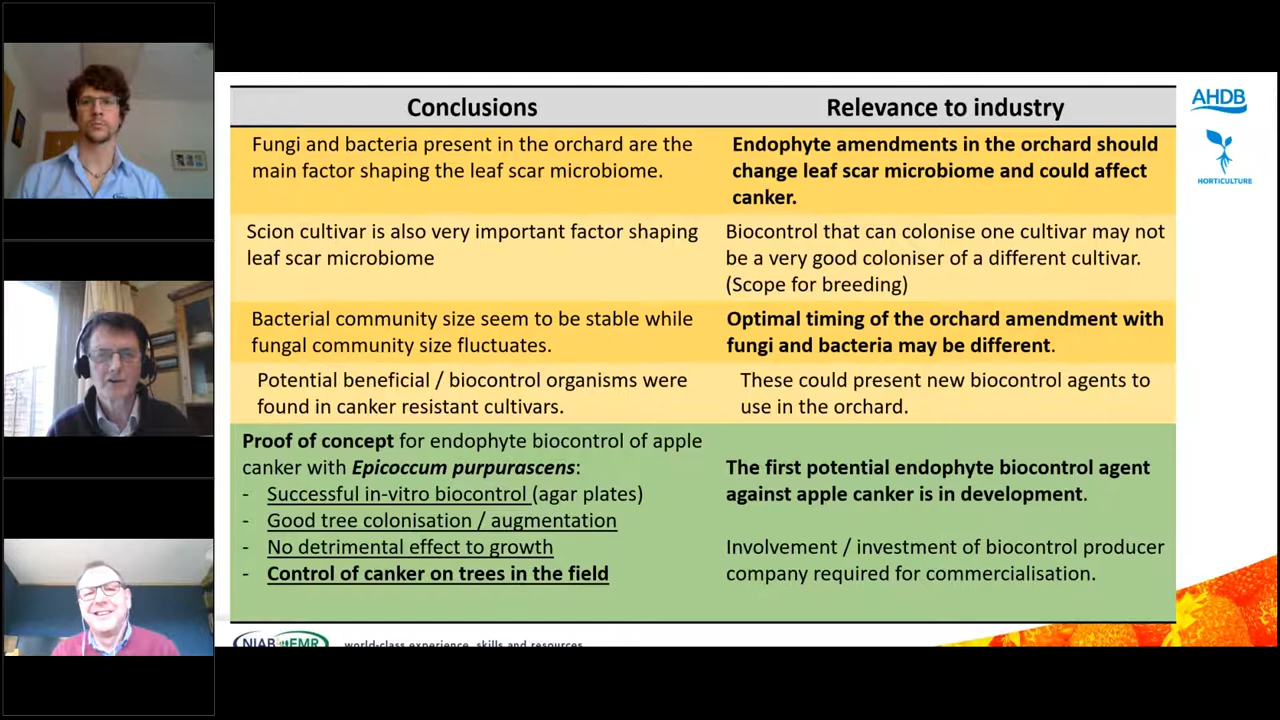 Conclusions
Relevance to industry
Fungi and bacteria present in the orchard are the
main factor shaping the leaf scar microbiome.
Endophyte amendments in the orchard should
change leaf scar microbiome and could affect
canker.
Scion cultivar is also very important factor shaping
leaf scar microbiome
Biocontrol that can colonise one cultivar may not
be a very good coloniser of a different cultivar.
(Scope for breeding)
Bacterial community size seem to be stable while
fungal community size fluctuates.
Optimal timing of the orchard amendment with
fungi and bacteria may be different.
Potential beneficial / biocontrol organisms were
found in canker resistant cultivars.
These could present new biocontrol agents to
use in the orchard.
Proof of concept for endophyte biocontrol of apple
canker with Epicoccum purpurascens:
- Successful in-vitro biocontrol (agar plates)
- Good tree colonisation / augmentation
- No detrimental effect to growth
- Control of canker on trees in the field
The first potential endophyte biocontrol agent
against apple canker is in development.
Involvement / investment of biocontrol producer
company required for commercialisation.
AHDB
HORTICULTURE
NIAB EMR
world-class experience, skills and resources